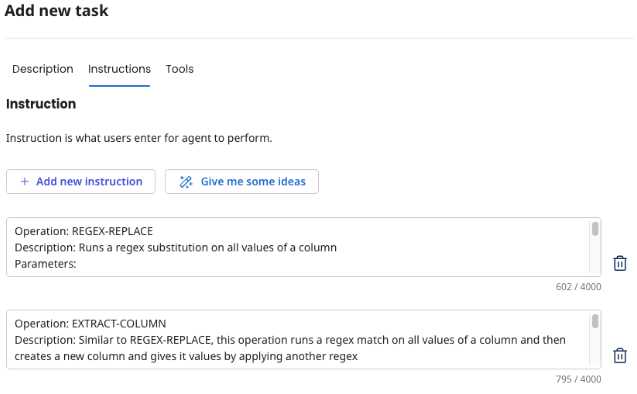 Add new task
Description Instructions Tools
Instruction
Instruction is what users enter for agent to perform.
+ Add new instruction Give me some ideas
Operation: REGEX-REPLACE
Description: Runs a regex substitution on all values of a column
Parameters:
602 / 4000
Operation: EXTRACT-COLUMN
Description: Similar to REGEX-REPLACE, this operation runs a regex match on all values of a column and then
creates a new column and gives it values by applying another regex
795 / 4000